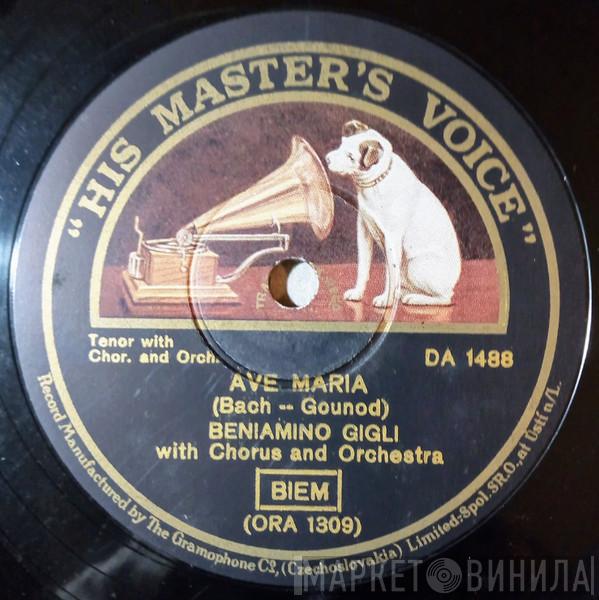 "HIS MASTER'S VOICE"
Tenor with
Chor. and Orch.
DA 1488
AVE MARIA
(Bach -- Gounod)
BENIAMINO GIGLI
with Chorus and Orchestra
BIEM
(ORA 1309)
Record Manufactured by The Gramophone Co., (Czechoslovakia) Limited-Spol. SR.O., at Ústí n/L.
МАРКЕТ ВИНИЛА